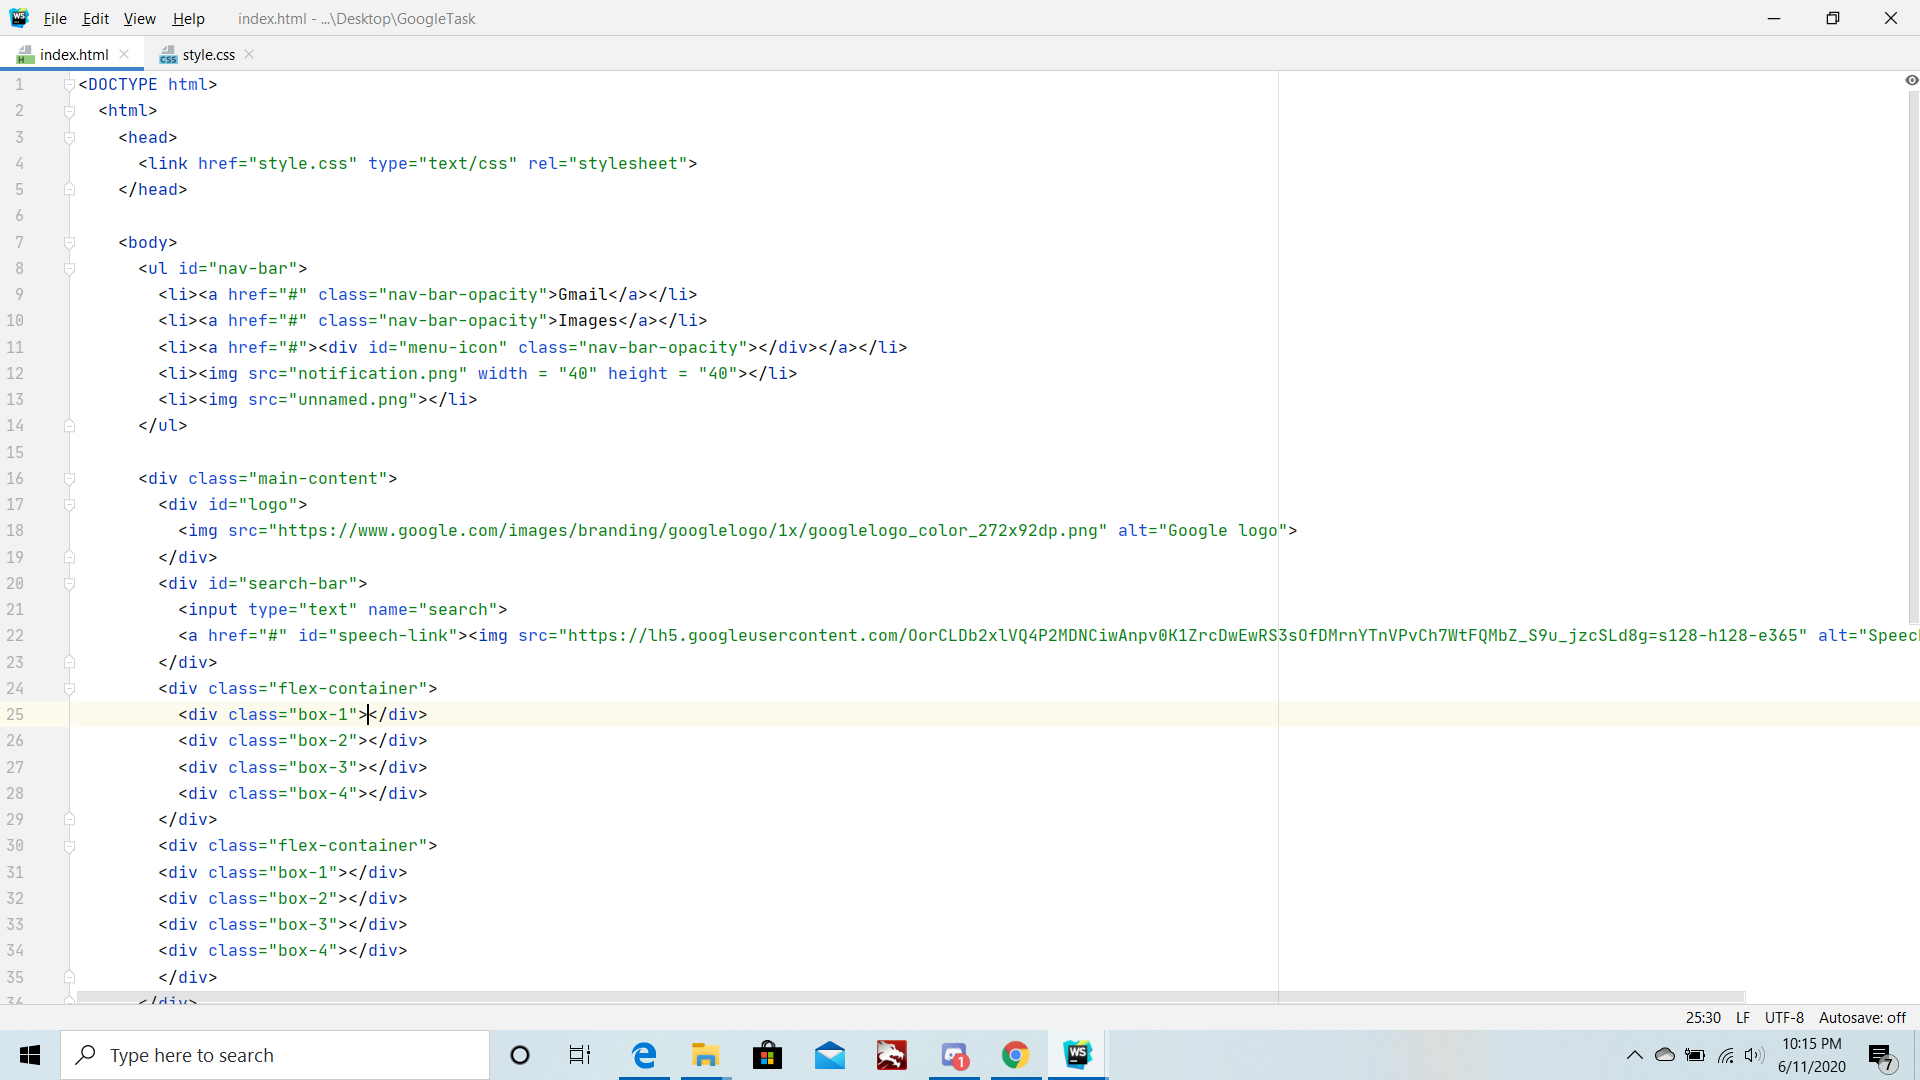 File Edit View Help index.html - ...\Desktop\GoogleTask
index.html style.css
1 <DOCTYPE html>
2 <html>
3 <head>
4 <link href="style.css" type="text/css" rel="stylesheet">
5 </head>
6
7 <body>
8 <ul id="nav-bar">
9 <li><a href="#" class="nav-bar-opacity">Gmail</a></li>
10 <li><a href="#" class="nav-bar-opacity">Images</a></li>
11 <li><a href="#"><div id="menu-icon" class="nav-bar-opacity"></div></a></li>
12 <li><img src="notification.png" width = "40" height = "40"></li>
13 <li><img src="unnamed.png"></li>
14 </ul>
15
16 <div class="main-content">
17 <div id="logo">
18 <img src="https://www.google.com/images/branding/googlelogo/1x/googlelogo_color_272x92dp.png" alt="Google logo">
19 </div>
20 <div id="search-bar">
21 <input type="text" name="search">
22 <a href="#" id="speech-link"><img src="https://lh5.googleusercontent.com/OorCLDb2xlVQ4P2MDNCiwAnpv0K1ZrcDwEwRS3sOfDMrnYTnVPvCh7WtFQMbZ_S9u_jzcSLd8g=s128-h128-e365" alt="Speec
23 </div>
24 <div class="flex-container">
25 <div class="box-1"></div>
26 <div class="box-2"></div>
27 <div class="box-3"></div>
28 <div class="box-4"></div>
29 </div>
30 <div class="flex-container">
31 <div class="box-1"></div>
32 <div class="box-2"></div>
33 <div class="box-3"></div>
34 <div class="box-4"></div>
35 </div>
36 </div>
25:30 LF UTF-8 Autosave: off
Type here to search
10:15 PM
6/11/2020
1
7
WS